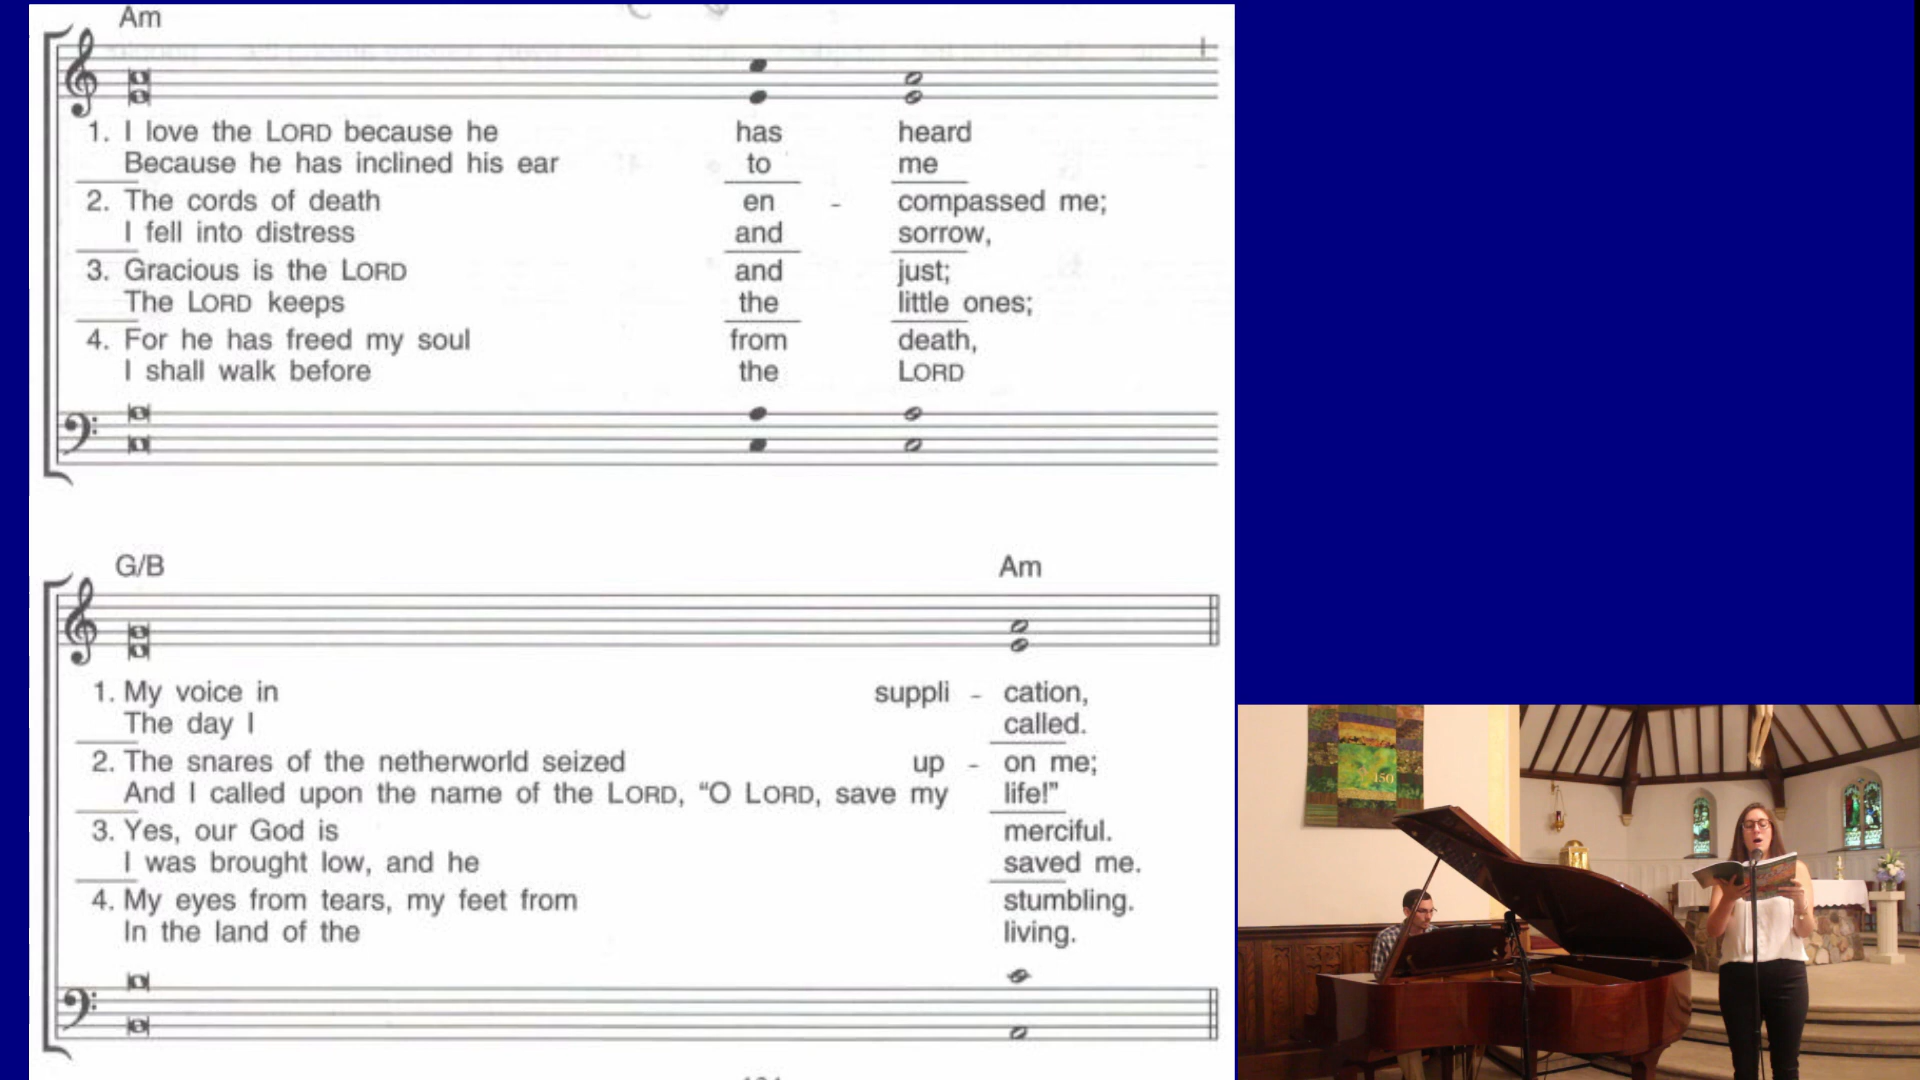 Am
1. I love the LORD because he has heard
Because he has inclined his ear to me
2. The cords of death en - compassed me;
I fell into distress and sorrow,
3. Gracious is the LORD and just;
The LORD keeps the little ones;
4. For he has freed my soul from death,
I shall walk before the LORD
G/B Am
1. My voice in suppli - cation,
The day I called.
2. The snares of the netherworld seized up - on me;
And I called upon the name of the LORD, “O LORD, save my life!”
3. Yes, our God is merciful.
I was brought low, and he saved me.
4. My eyes from tears, my feet from stumbling.
In the land of the living.
150